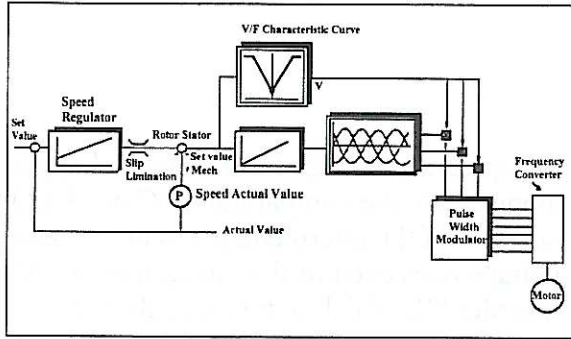 V/F Characteristic Curve
V
Speed
Regulator
Set
Value
Rotor Stator
Slip
Limination
Set value
Mech
P
Speed Actual Value
Actual Value
Frequency
Converter
Pulse
Width
Modulator
Motor